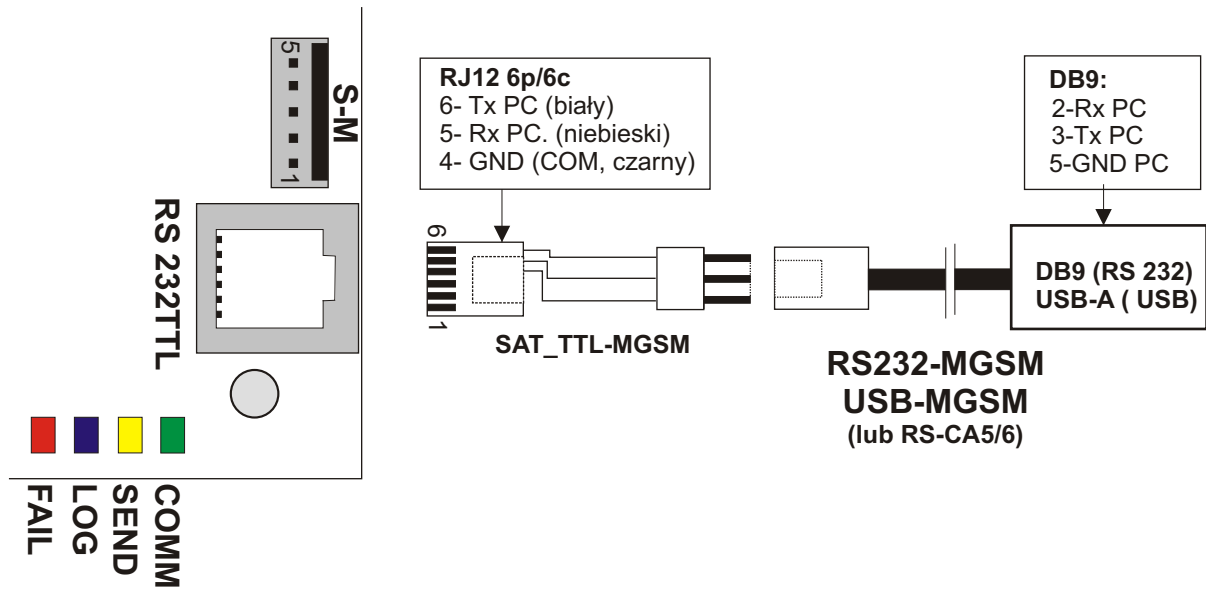 5
1
S-M
RS 232TTL
FAIL
LOG
SEND
COMM
RJ12 6p/6c
6- Tx PC (biały)
5- Rx PC. (niebieski)
4- GND (COM, czarny)
6
1
SAT_TTL-MGSM
DB9:
2-Rx PC
3-Tx PC
5-GND PC
DB9 (RS 232)
USB-A ( USB)
RS232-MGSM
USB-MGSM
(lub RS-CA5/6)